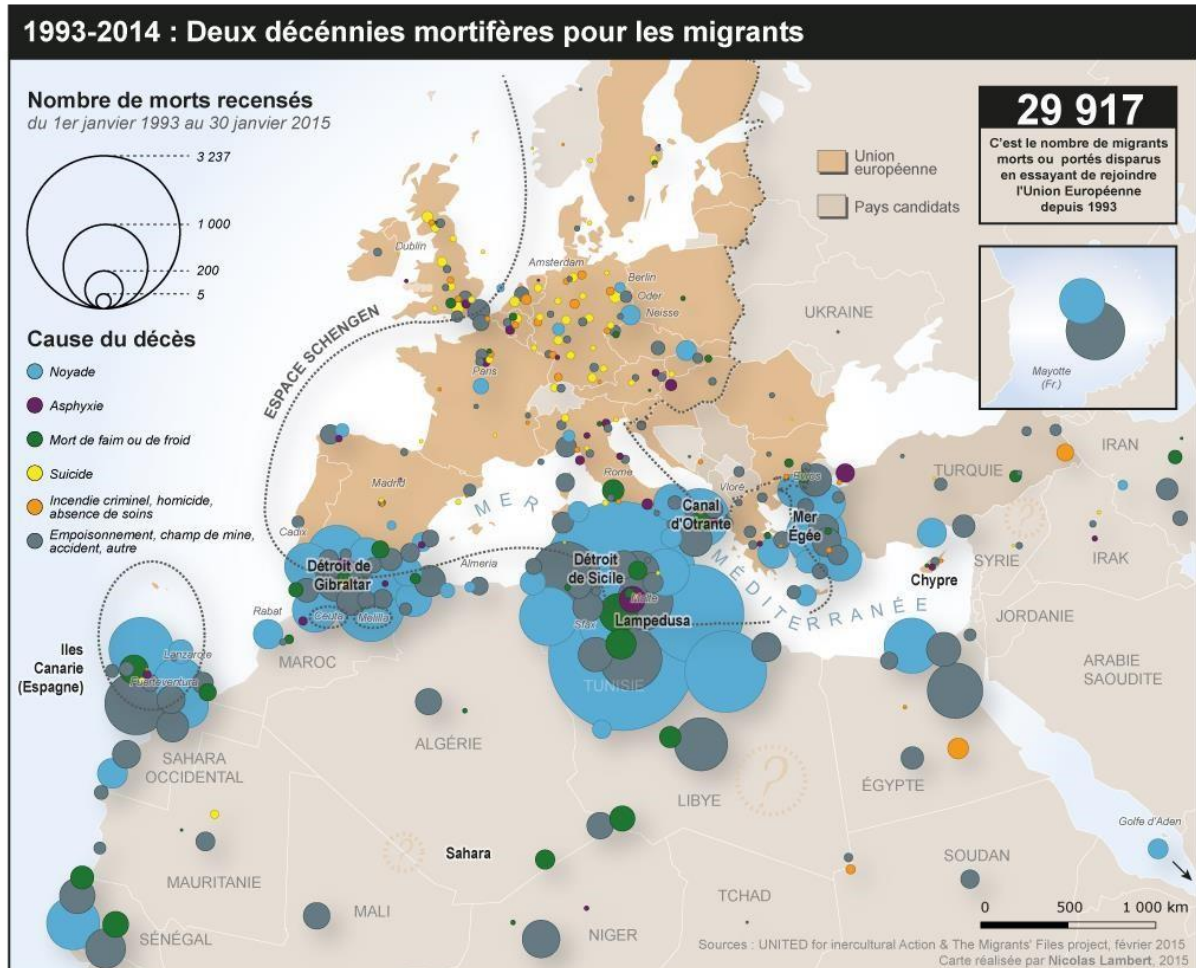 1993-2014 : Deux décénnies mortifères pour les migrants
Nombre de morts recensés
du 1er janvier 1993 au 30 janvier 2015
3 237
1 000
200
5
Cause du décès
Noyade
Asphyxie
Mort de faim ou de froid
Suicide
Incendie criminel, homicide,
absence de soins
Empoisonnement, champ de mine,
accident, autre
Union
européenne
Pays candidats
29 917
C'est le nombre de migrants
morts ou portés disparus
en essayant de rejoindre
l'Union Européenne
depuis 1993
Mayotte
(Fr.)
ESPACE SCHENGEN
Dublin
Amsterdam
Berlin
Oder
Neisse
Paris
UKRAINE
Madrid
Rome
Vloré
MER
MÉDITERRANÉE
Canal
d'Otrante
Mer
Égée
TURQUIE
IRAN
SYRIE
IRAK
Chypre
JORDANIE
ARABIE
SAOUDITE
Cadix
Détroit de
Gibraltar
Almeria
Ceuta
Melilla
Rabat
MAROC
Détroit
de Sicile
Malte
Lampedusa
Sfax
TUNISIE
Iles
Canarie
(Espagne)
Lanzarote
Fuerteventura
SAHARA
OCCIDENTAL
ALGÉRIE
LIBYE
?
?
?
ÉGYPTE
Golfe d'Aden
MAURITANIE
Sahara
MALI
NIGER
TCHAD
SOUDAN
SÉNÉGAL
0 500 1 000 km
Sources : UNITED for inercultural Action & The Migrants' Files project, février 2015
Carte réalisée par Nicolas Lambert, 2015